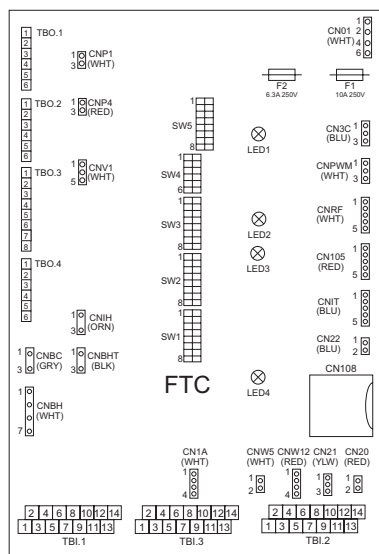 1
2
3
4
5
6
TBO.1
1
3
CNP1
(WHT)
1
2
4
6
CN01
(WHT)
F2
6.3A 250V
F1
10A 250V
1
2
3
4
5
6
TBO.2
1
3
CNP4
(RED)
SW5
1
8
LED1
1
3
CN3C
(BLU)
1
2
3
4
5
6
7
8
TBO.3
1
5
CNV1
(WHT)
SW4
1
6
CNPWM
(WHT)
1
3
SW3
1
8
LED2
CNRF
(WHT)
1
5
1
2
3
4
5
6
TBO.4
SW2
1
8
LED3
CN105
(RED)
1
5
1
3
CNIH
(ORN)
SW1
1
8
CNIT
(BLU)
1
5
CNBC
(GRY)
1
3
CNBHT
(BLK)
1
3
CN22
(BLU)
1
2
CNBH
(WHT)
1
7
FTC
LED4
CN108
CN1A
(WHT)
1
4
CNW5
(WHT)
1
2
CNW12
(RED)
1
4
CN21
(YLW)
1
3
CN20
(RED)
1
2
2 4 6 8 10 12 14
1 3 5 7 9 11 13
TBI.1
2 4 6 8 10 12 14
1 3 5 7 9 11 13
TBI.3
2 4 6 8 10 12 14
1 3 5 7 9 11 13
TBI.2